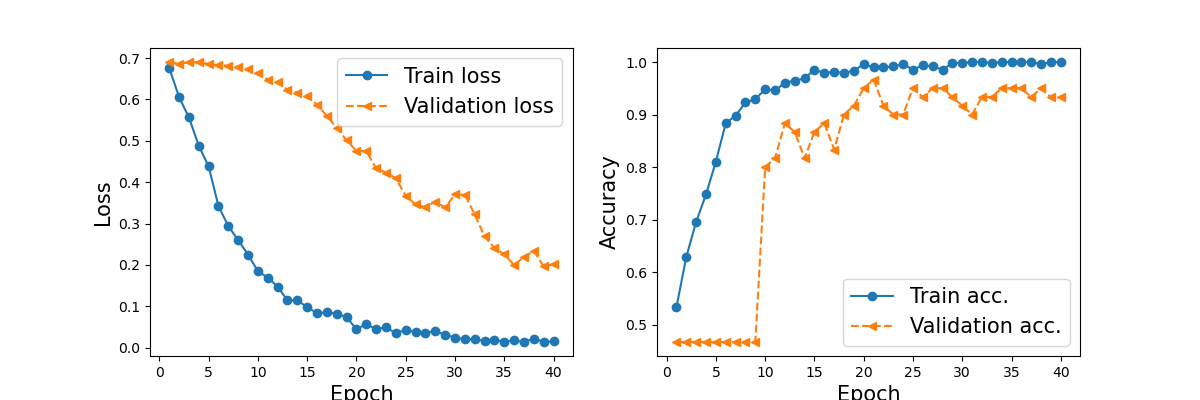 0.7
0.6
0.5
0.4
0.3
0.2
0.1
0.0
Loss
0 5 10 15 20 25 30 35 40
Epoch
Train loss
Validation loss
1.0
0.9
0.8
0.7
0.6
0.5
Accuracy
0 5 10 15 20 25 30 35 40
Epoch
Train acc.
Validation acc.